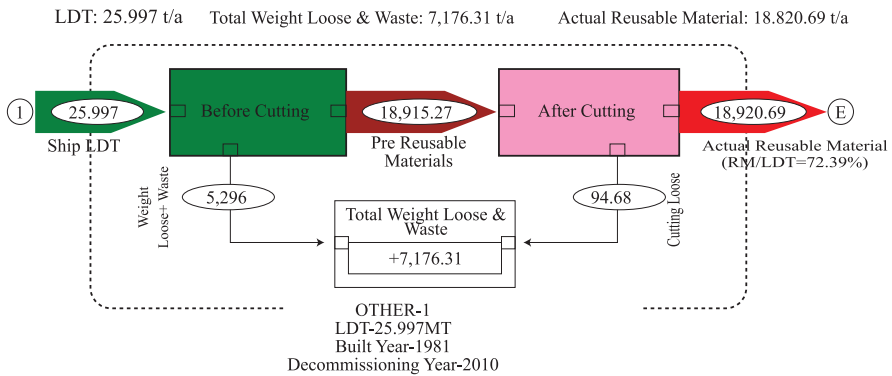 LDT: 25.997 t/a
Total Weight Loose & Waste: 7,176.31 t/a
Actual Reusable Material: 18.820.69 t/a
1
25.997
Ship LDT
Before Cutting
18,915.27
Pre Reusable
Materials
After Cutting
18,920.69
E
Actual Reusable Material
(RM/LDT=72.39%)
Weight
Loose+ Waste
5,296
94.68
Cutting Loose
Total Weight Loose &
Waste
+7,176.31
OTHER-1
LDT-25.997MT
Built Year-1981
Decommissioning Year-2010